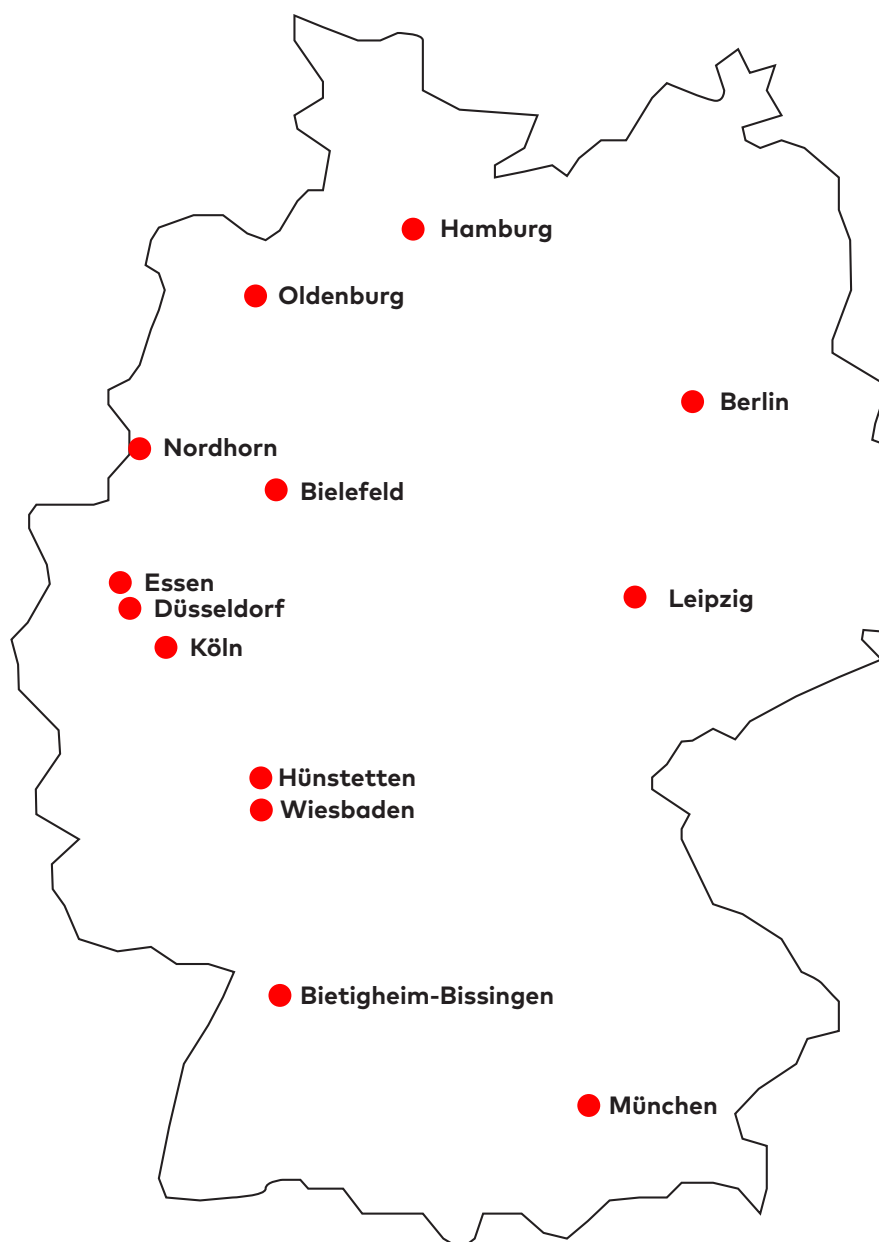 Hamburg
Oldenburg
Berlin
Nordhorn
Bielefeld
Essen
Leipzig
Düsseldorf
Köln
Hünstetten
Wiesbaden
Bietigheim-Bissingen
München